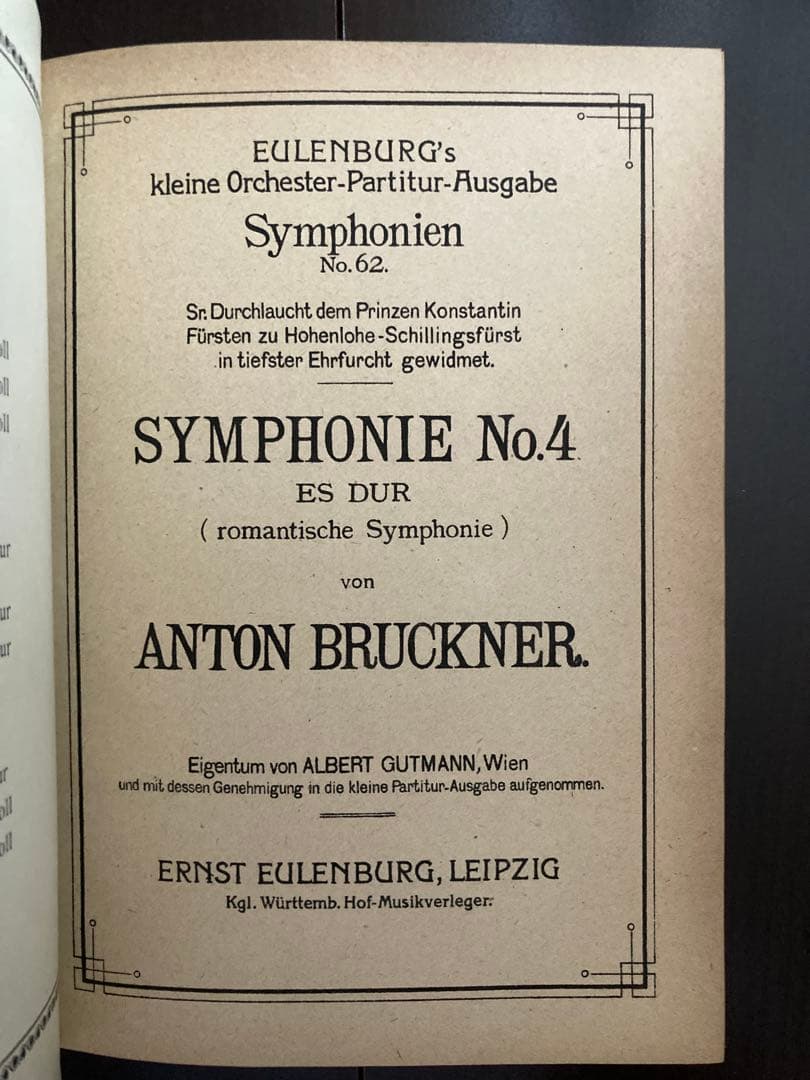 EULENBURG's
kleine Orchester-Partitur-Ausgabe
Symphonien
No. 62.
Sr. Durchlaucht dem Prinzen Konstantin
Fürsten zu Hohenlohe-Schillingsfürst
in tiefster Ehrfurcht gewidmet.
SYMPHONIE No. 4
ES DUR
(romantische Symphonie)
von
ANTON BRUCKNER.
Eigentum von ALBERT GUTMANN, Wien
und mit dessen Genehmigung in die kleine Partitur-Ausgabe aufgenommen.
ERNST EULENBURG, LEIPZIG
Kgl. Württemb. Hof-Musikverleger.